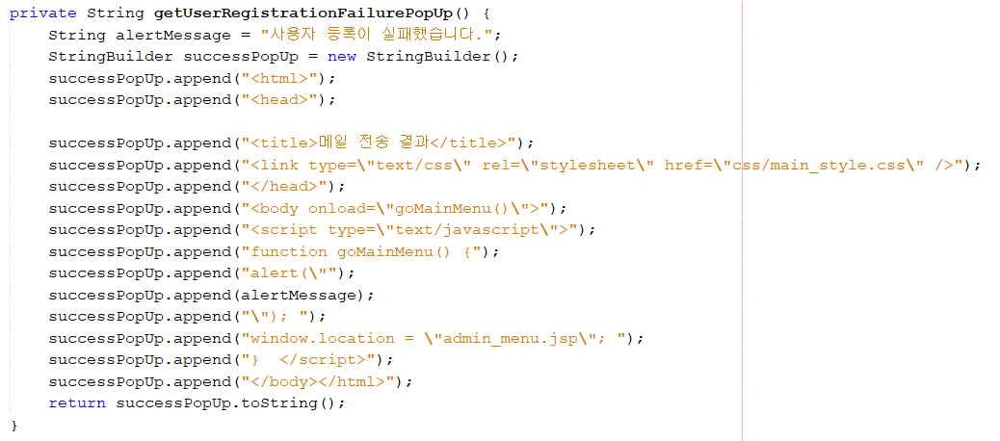 private String getUserRegistrationFailurePopUp() {
    String alertMessage = "사용자 등록이 실패했습니다.";
    StringBuilder successPopUp = new StringBuilder();
    successPopUp.append("<html>");
    successPopUp.append("<head>");

    successPopUp.append("<title>메일 전송 결과</title>");
    successPopUp.append("<link type=\"text/css\" rel=\"stylesheet\" href=\"css/main_style.css\" />");
    successPopUp.append("</head>");
    successPopUp.append("<body onload=\"goMainMenu()\">");
    successPopUp.append("<script type=\"text/javascript\">");
    successPopUp.append("function goMainMenu() {");
    successPopUp.append("alert(\"");
    successPopUp.append(alertMessage);
    successPopUp.append("\"); ");
    successPopUp.append("window.location = \"admin_menu.jsp\"; ");
    successPopUp.append("}  </script>");
    successPopUp.append("</body></html>");
    return successPopUp.toString();
}